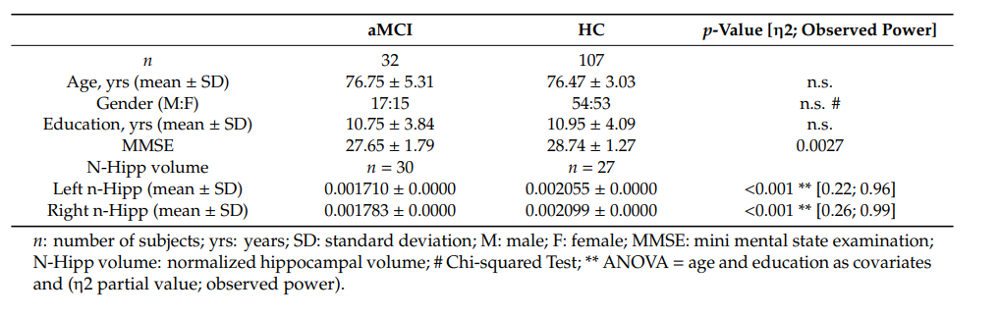 aMCI HC p-Value [η2; Observed Power]
n 32 107
Age, yrs (mean ± SD) 76.75 ± 5.31 76.47 ± 3.03 n.s.
Gender (M:F) 17:15 54:53 n.s. #
Education, yrs (mean ± SD) 10.75 ± 3.84 10.95 ± 4.09 n.s.
MMSE 27.65 ± 1.79 28.74 ± 1.27 0.0027
N-Hipp volume n = 30 n = 27
Left n-Hipp (mean ± SD) 0.001710 ± 0.0000 0.002055 ± 0.0000 <0.001 ** [0.22; 0.96]
Right n-Hipp (mean ± SD) 0.001783 ± 0.0000 0.002099 ± 0.0000 <0.001 ** [0.26; 0.99]
n: number of subjects; yrs: years; SD: standard deviation; M: male; F: female; MMSE: mini mental state examination;
N-Hipp volume: normalized hippocampal volume; # Chi-squared Test; ** ANOVA = age and education as covariates
and (η2 partial value; observed power).